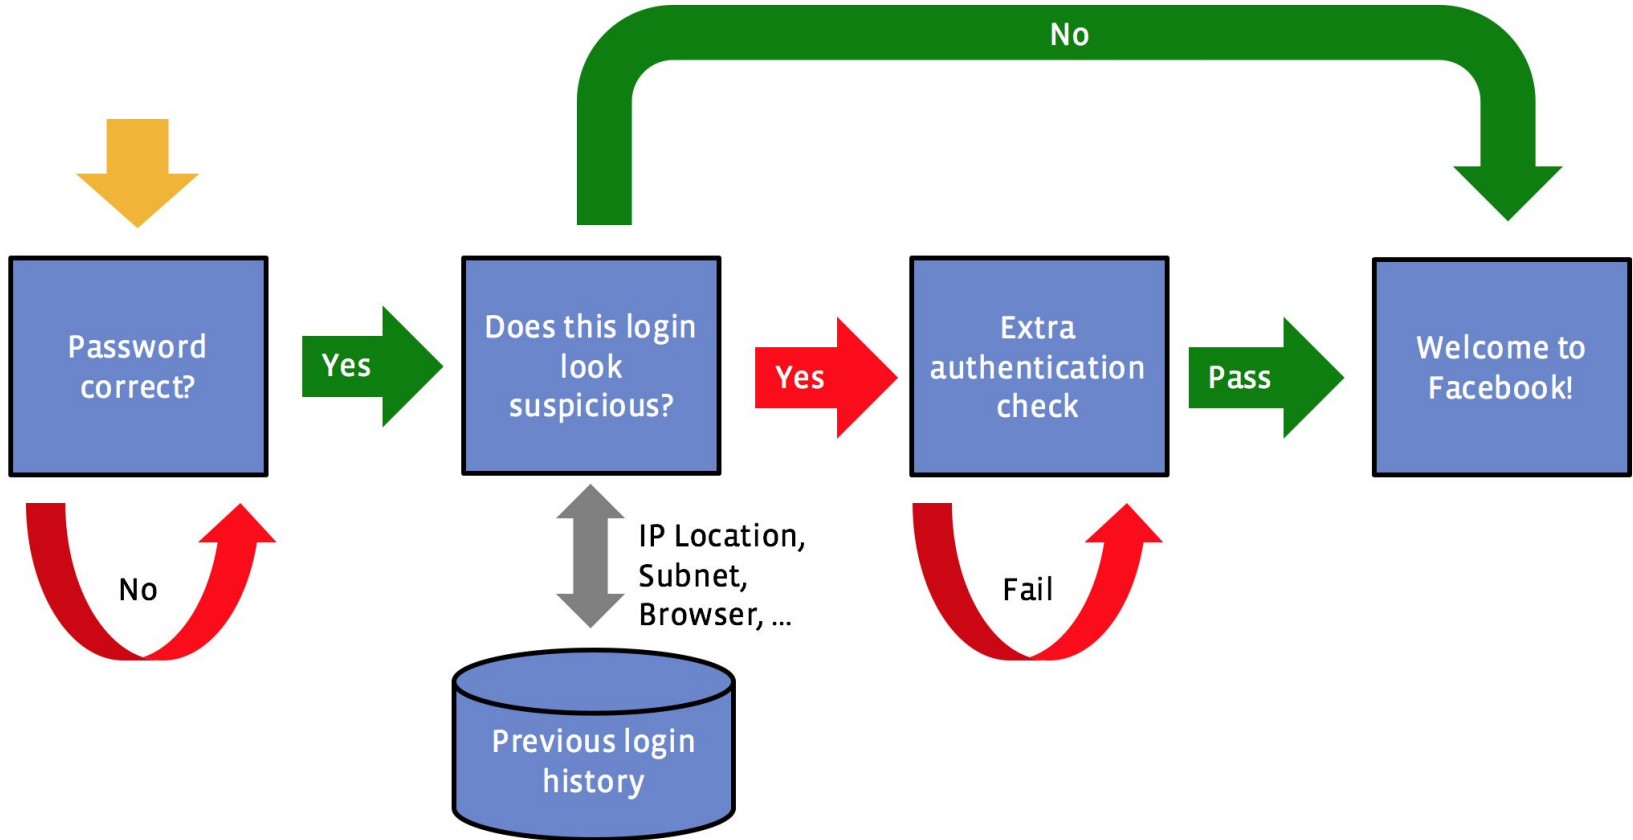 No
Password
correct?
Yes
Does this login
look
suspicious?
Yes
Extra
authentication
check
Pass
Welcome to
Facebook!
No
IP Location,
Subnet,
Browser, ...
Fail
Previous login
history